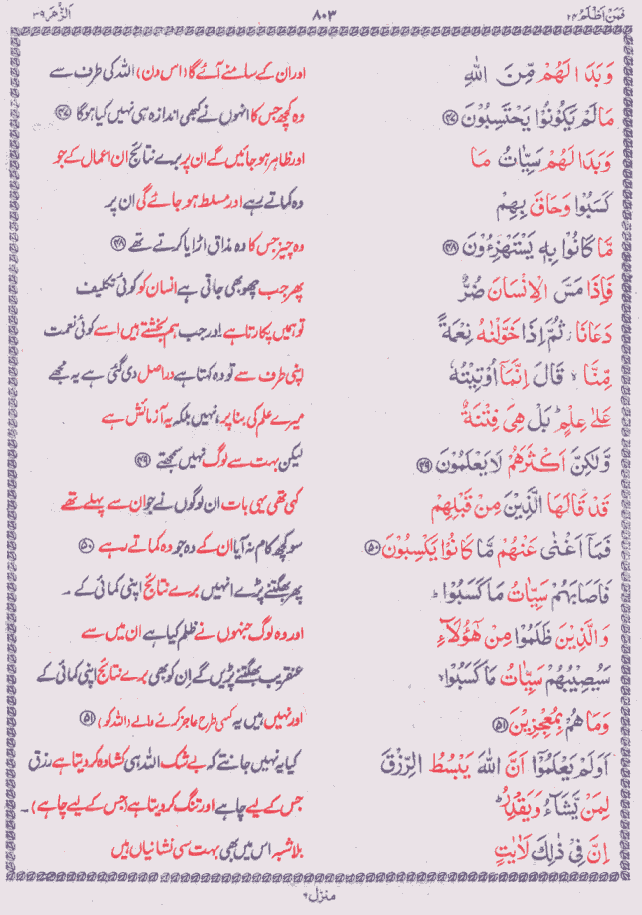 فَمَنْ اَظْلَمُ ۲۴ ۸۰۳ اَلزُّمَر ۳۹
وَبَدَا لَهُمْ مِّنَ اللّٰهِ اور ان کے سامنے آئے گا (اس دن) اللہ کی طرف سے
مَا لَمْ يَكُوْنُوْا يَحْتَسِبُوْنَ ﴿۴۷﴾ وہ کچھ جس کا انہوں نے کبھی اندازہ ہی نہیں کیا ہوگا ﴿۴۷﴾
وَبَدَا لَهُمْ سَيِّاٰتُ مَا اور ظاہر ہو جائیں گے ان پر برے نتائج ان اعمال کے جو
كَسَبُوْا وَحَاقَ بِهِمْ وہ کماتے رہے اور مسلط ہو جائے گی ان پر
مَّا كَانُوْا بِهٖ يَسْتَهْزِءُوْنَ ﴿۴۸﴾ وہ چیز جس کا وہ مذاق اڑایا کرتے تھے ﴿۴۸﴾
فَاِذَا مَسَّ الْاِنْسَانَ ضُرٌّ پھر جب چھو بھی جاتی ہے انسان کو کوئی تکلیف
دَعَانَا ز ثُمَّ اِذَا خَوَّلْنٰهُ نِعْمَةً تو ہمیں پکارتا ہے اور جب ہم بخشتے ہیں اسے کوئی نعمت
مِّنَّا ۙ قَالَ اِنَّمَاۤ اُوْتِيْتُهٗ اپنی طرف سے تو وہ کہتا ہے دراصل دی گئی ہے یہ مجھے
عَلٰى عِلْمٍ ؕ بَلْ هِىَ فِتْنَةٌ میرے علم کی بنا پر، نہیں بلکہ یہ آزمائش ہے
وَّلٰكِنَّ اَكْثَرَهُمْ لَا يَعْلَمُوْنَ ﴿۴۹﴾ لیکن بہت سے لوگ نہیں سمجھتے ﴿۴۹﴾
قَدْ قَالَهَا الَّذِيْنَ مِنْ قَبْلِهِمْ کہی تھی یہی بات ان لوگوں نے جو ان سے پہلے تھے
فَمَاۤ اَغْنٰى عَنْهُمْ مَّا كَانُوْا يَكْسِبُوْنَ ﴿۵۰﴾ سو کچھ کام نہ آیا ان کے وہ جو وہ کماتے رہے ﴿۵۰﴾
فَاَصَابَهُمْ سَيِّاٰتُ مَا كَسَبُوْا ؕ پھر بھگتنے پڑے انہیں برے نتائج اپنی کمائی کے ۔
وَالَّذِيْنَ ظَلَمُوْا مِنْ هٰۤؤُلَآءِ اور وہ لوگ جنہوں نے ظلم کیا ہے ان میں سے
سَيُصِيْبُهُمْ سَيِّاٰتُ مَا كَسَبُوْا ۙ عنقریب بھگتنے پڑیں گے ان کو بھی برے نتائج اپنی کمائی کے
وَمَا هُمْ بِمُعْجِزِيْنَ ﴿۵۱﴾ اور نہیں ہیں یہ کسی طرح عاجز کرنے والے (اللہ کو) ﴿۵۱﴾
اَوَلَمْ يَعْلَمُوْۤا اَنَّ اللّٰهَ يَبْسُطُ الرِّزْقَ کیا یہ نہیں جانتے کہ بے شک اللہ ہی کشادہ کر دیتا ہے رزق
لِمَنْ يَّشَآءُ وَيَقْدِرُ ؕ جس کے لیے چاہے اور تنگ کر دیتا ہے (جس کے لیے چاہے) ۔
اِنَّ فِىْ ذٰلِكَ لَاٰيٰتٍ بلاشبہ اس میں بھی بہت سی نشانیاں ہیں
منزل ۶